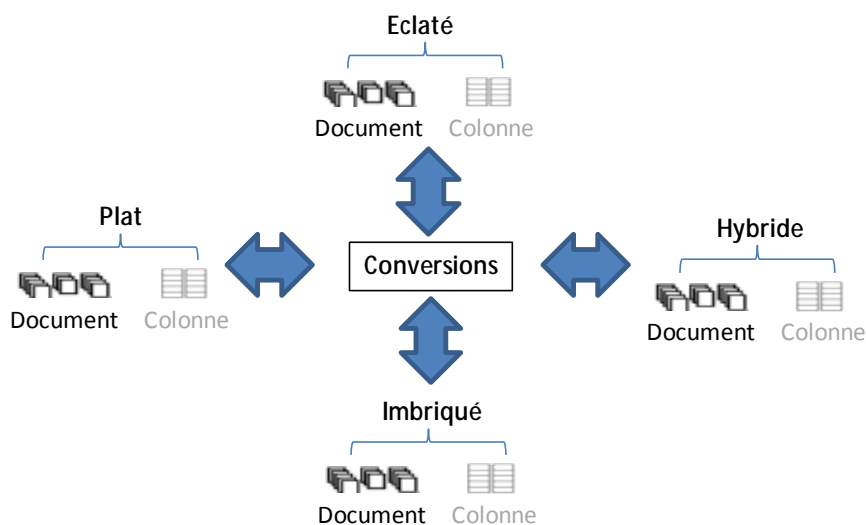 Eclaté
Document Colonne
Plat
Document Colonne
Conversions
Hybride
Document Colonne
Imbriqué
Document Colonne